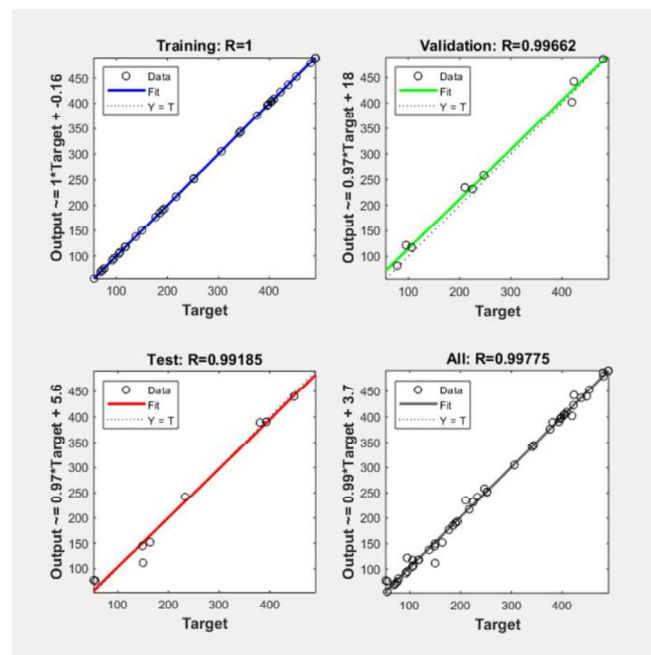 Training: R=1
Output ~= 1*Target + -0.16
450
400
350
300
250
200
150
100
Data
Fit
Y = T
100 200 300 400
Target
Validation: R=0.99662
Output ~= 0.97*Target + 18
450
400
350
300
250
200
150
100
Data
Fit
Y = T
100 200 300 400
Target
Test: R=0.99185
Output ~= 0.97*Target + 5.6
450
400
350
300
250
200
150
100
Data
Fit
Y = T
100 200 300 400
Target
All: R=0.99775
Output ~= 0.99*Target + 3.7
450
400
350
300
250
200
150
100
Data
Fit
Y = T
100 200 300 400
Target